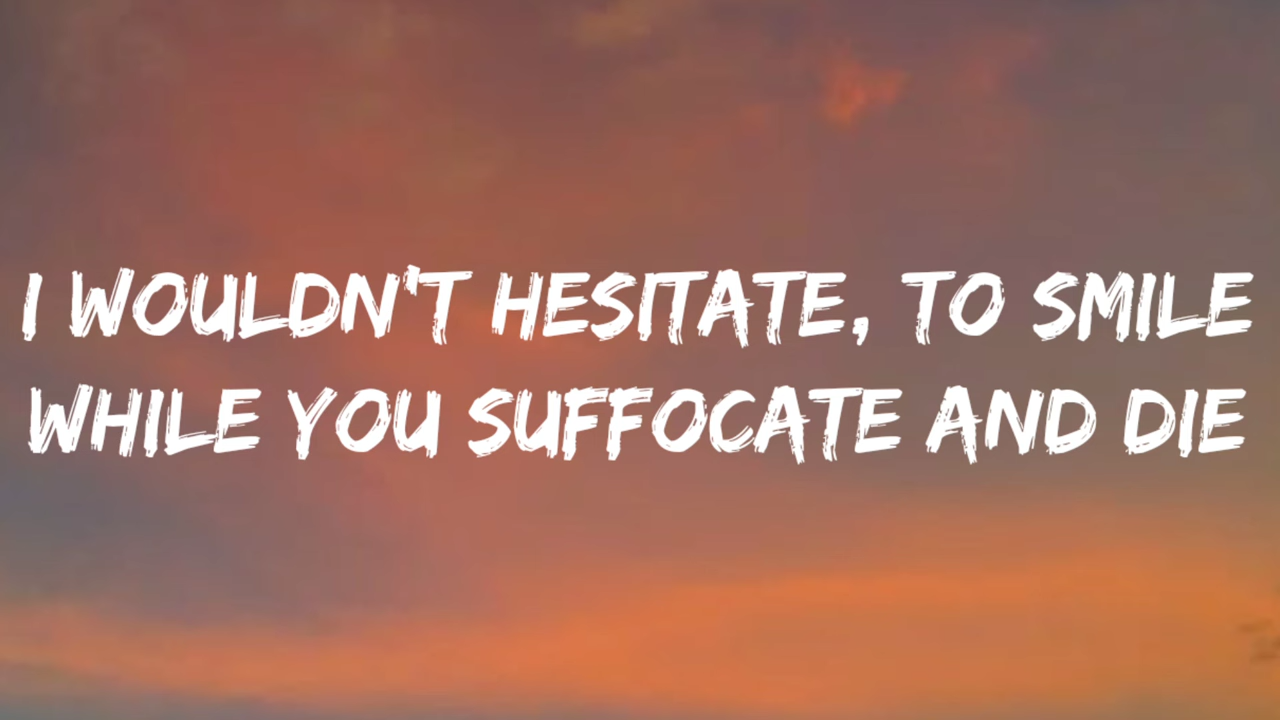 I WOULDN'T HESITATE, TO SMILE
WHILE YOU SUFFOCATE AND DIE